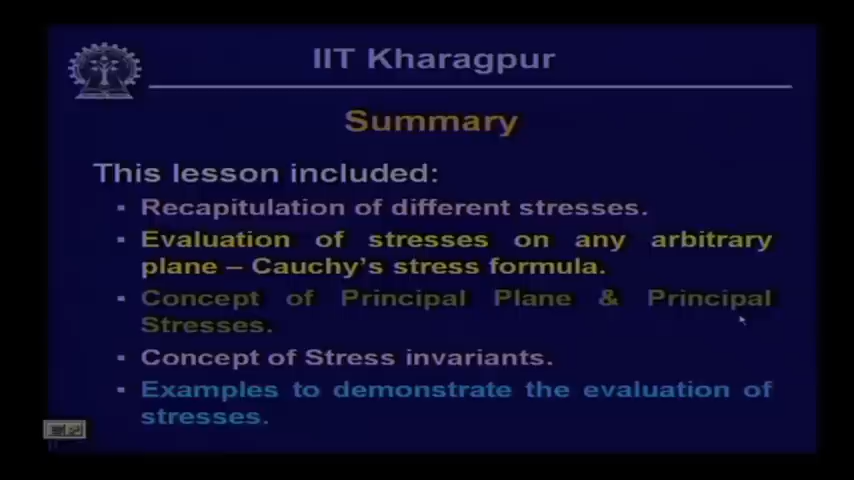 IIT Kharagpur
Summary
This lesson included:
▪ Recapitulation of different stresses.
▪ Evaluation of stresses on any arbitrary
plane – Cauchy's stress formula.
▪ Concept of Principal Plane & Principal
Stresses.
▪ Concept of Stress invariants.
▪ Examples to demonstrate the evaluation of
stresses.